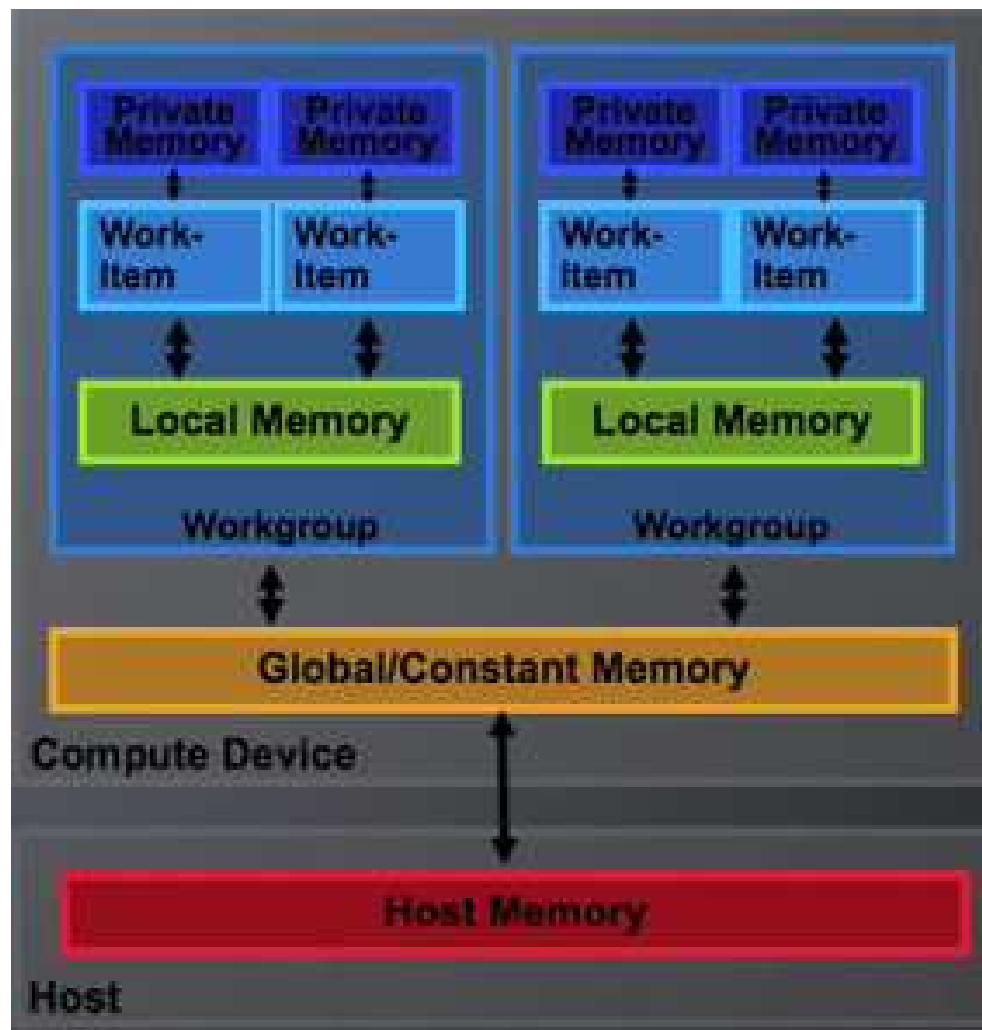 Private Private Private Private
Memory Memory Memory Memory
Work- Work- Work- Work-
Item Item Item Item
Local Memory Local Memory
Workgroup Workgroup
Global/Constant Memory
Compute Device
Host Memory
Host